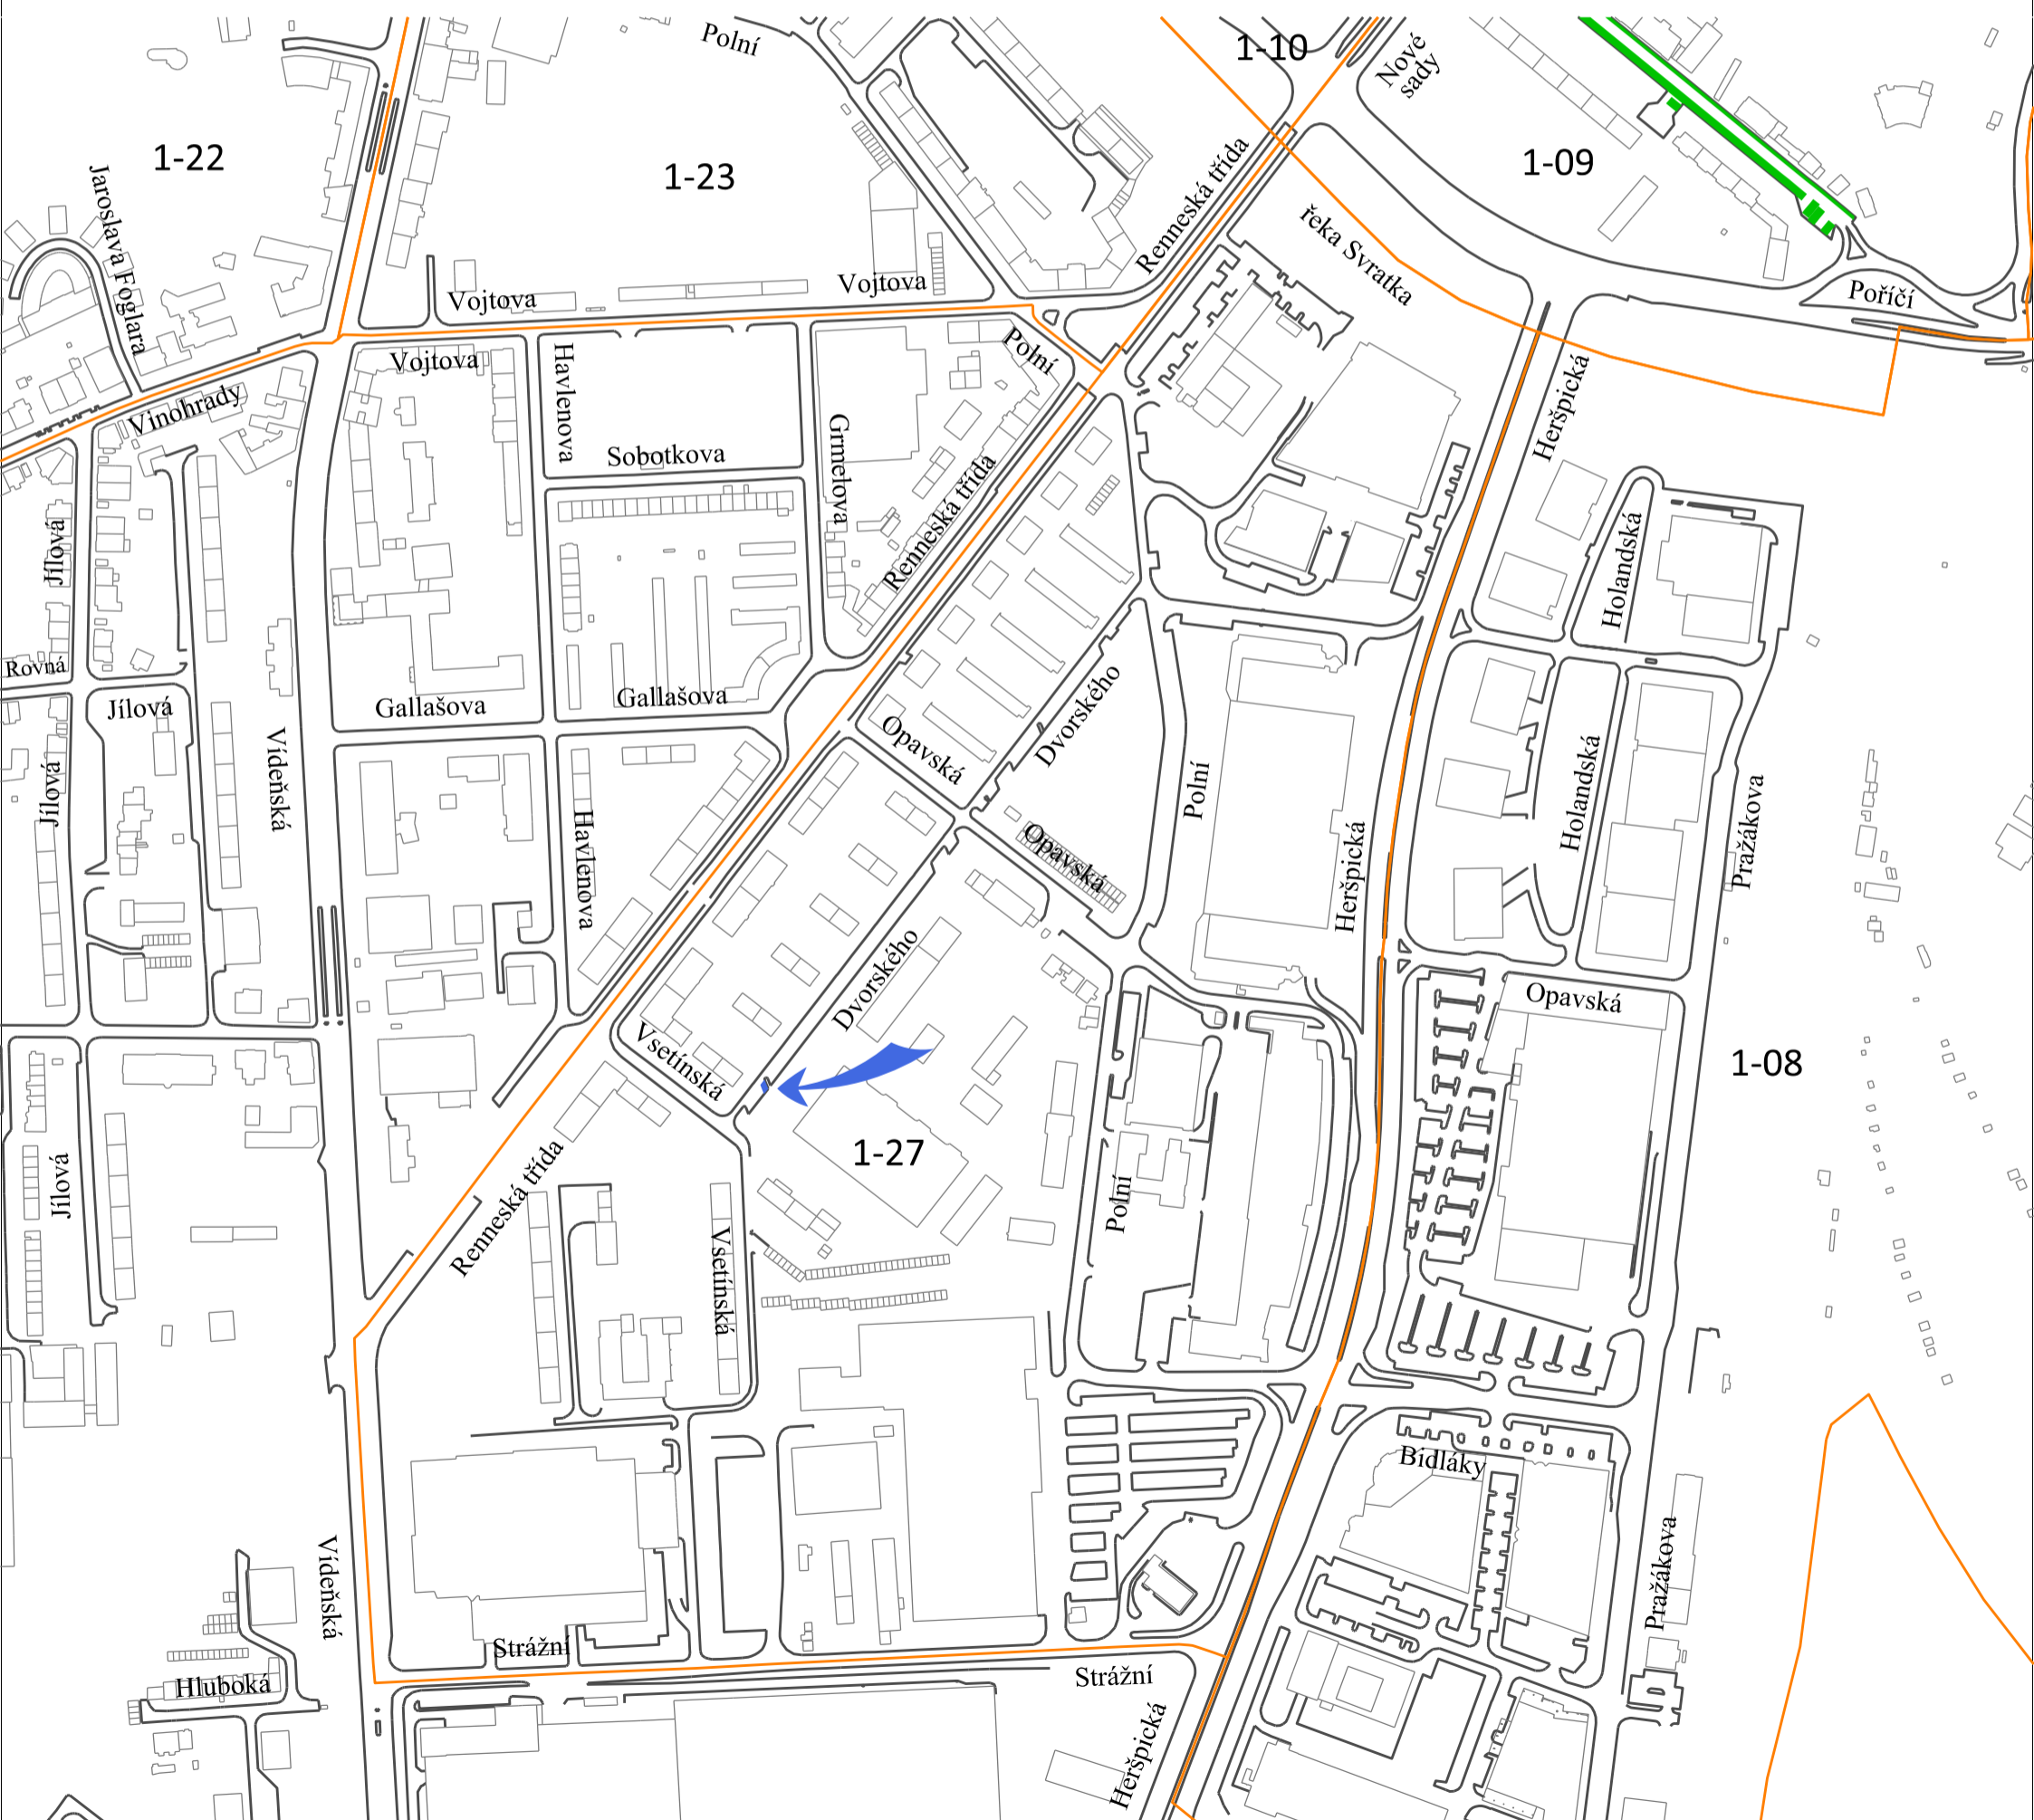 Polní
1-10
Nové
sady
1-22
1-23
1-09
Jaroslava Foglara
Renneská třída
řeka Svratka
Vojtova
Vojtova
Poříčí
Vojtova
Havlenova
Polní
Heršpická
Vinohrady
Sobotkova
Grmelova
Renneská třída
Jílová
Holandská
Rovná
Jílová
Gallašova
Gallašova
Dvorského
Opavská
Vídeňská
Jílová
Polní
Holandská
Pražákova
Havlenova
Opavská
Heršpická
Dvorského
Opavská
Vsetínská
1-08
1-27
Jílová
Renneská třída
Polní
Vsetínská
Bidláky
Vídeňská
Pražákova
Strážní
Strážní
Hluboká
Heršpická